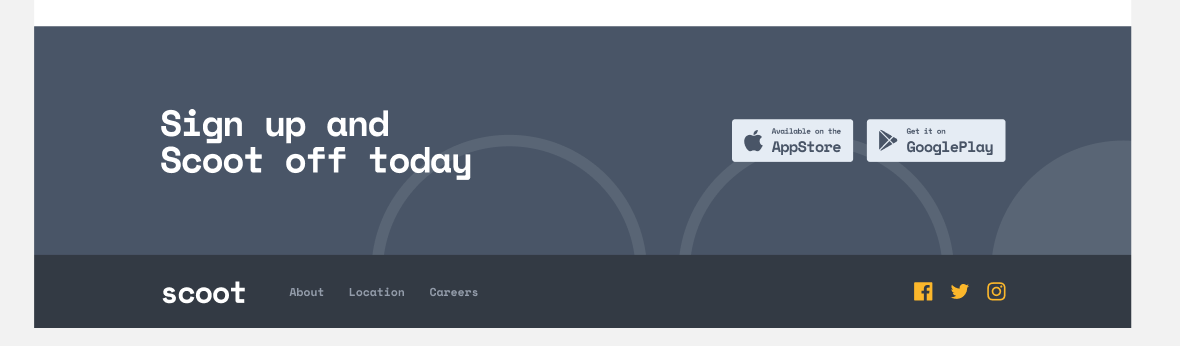 Sign up and
Scoot off today
Available on the
AppStore
Get it on
GooglePlay
scoot
About
Location
Careers